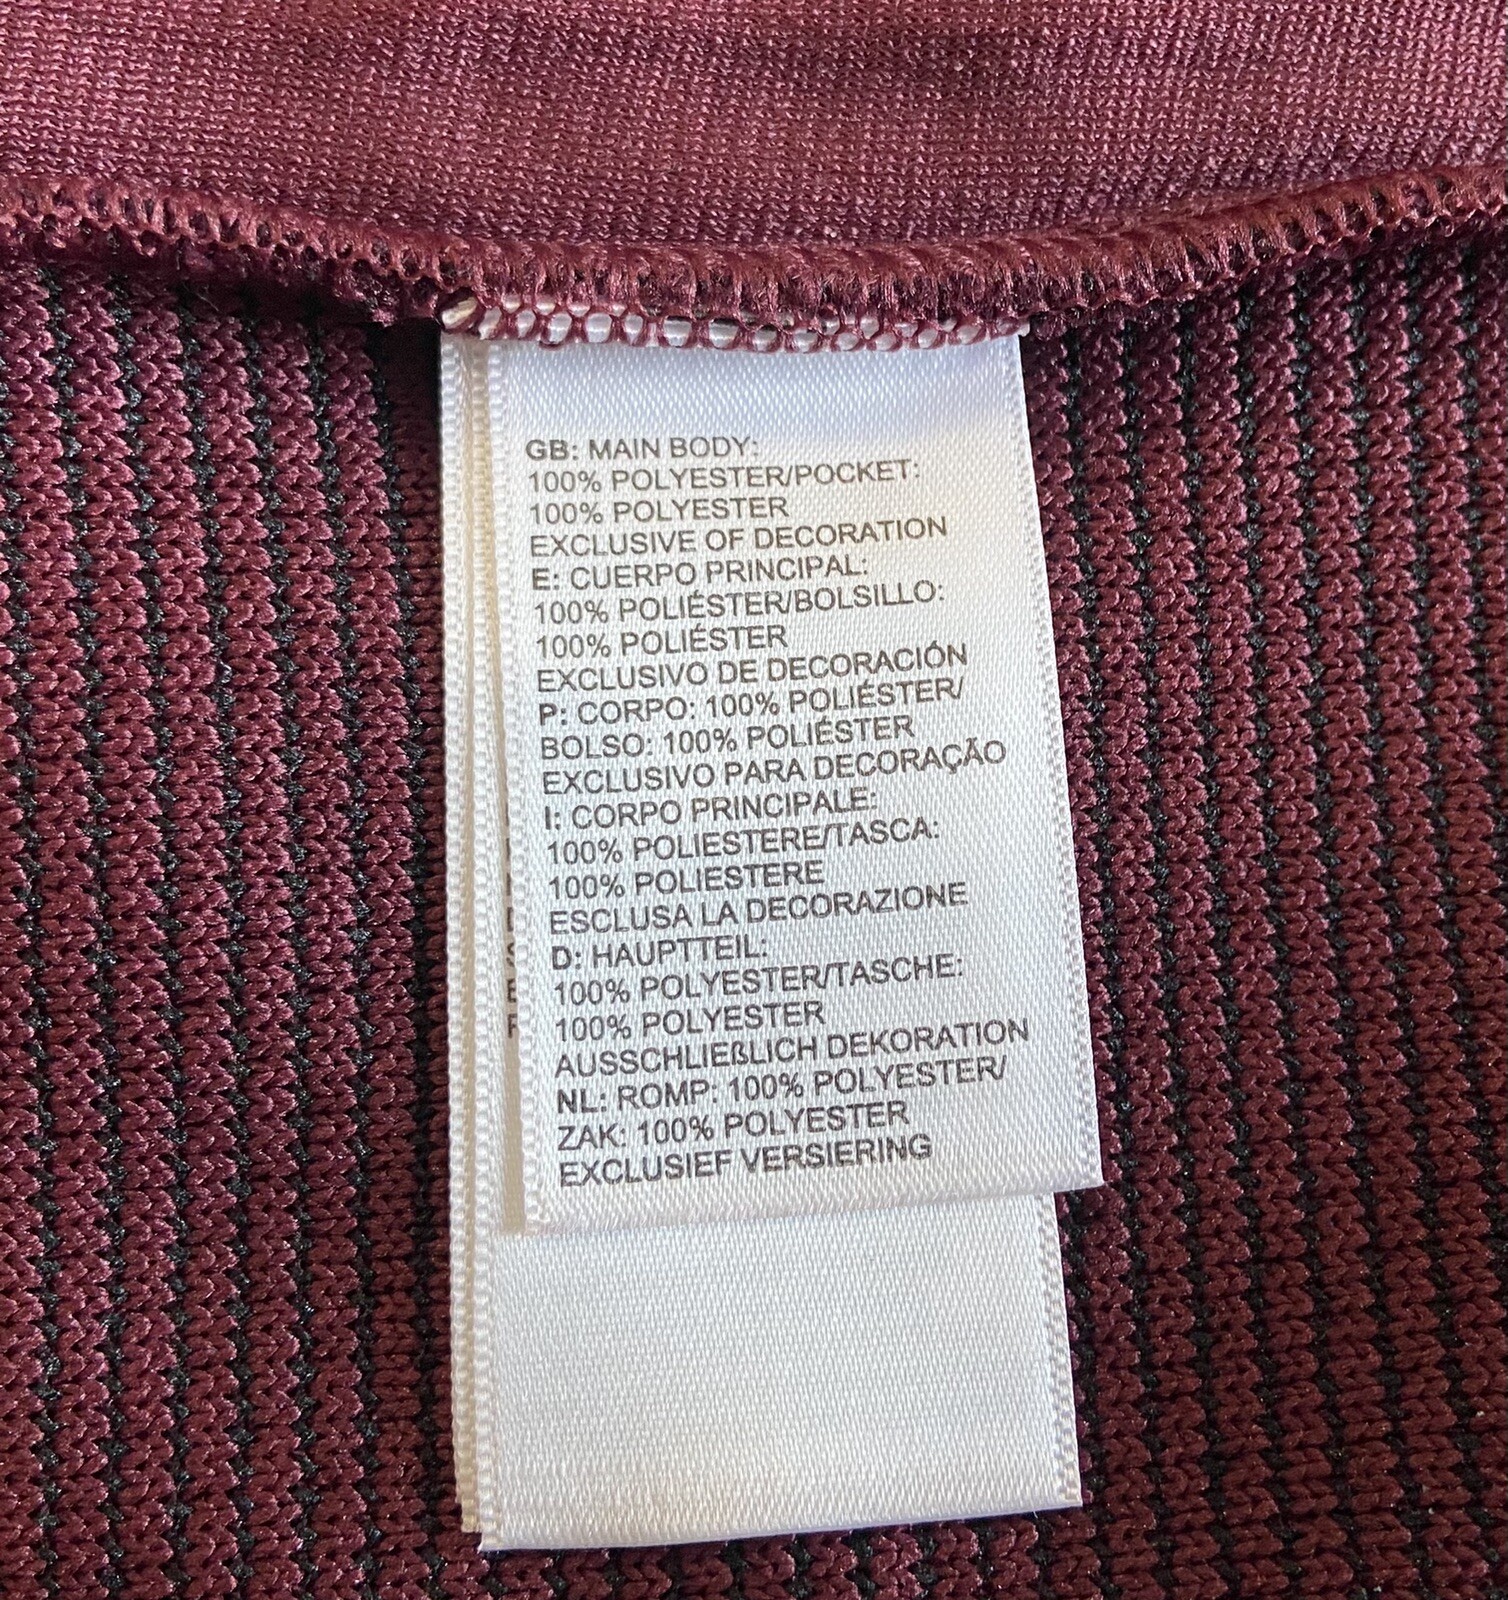 GB: MAIN BODY:
100% POLYESTER/POCKET:
100% POLYESTER
EXCLUSIVE OF DECORATION
E: CUERPO PRINCIPAL:
100% POLIÉSTER/BOLSILLO:
100% POLIÉSTER
EXCLUSIVO DE DECORACIÓN
P: CORPO: 100% POLIÉSTER/
BOLSO: 100% POLIÉSTER
EXCLUSIVO PARA DECORAÇÃO
I: CORPO PRINCIPALE:
100% POLIESTERE/TASCA:
100% POLIESTERE
ESCLUSA LA DECORAZIONE
D: HAUPTTEIL:
100% POLYESTER/TASCHE:
100% POLYESTER
AUSSCHLIEßLICH DEKORATION
NL: ROMP: 100% POLYESTER/
ZAK: 100% POLYESTER
EXCLUSIEF VERSIERING